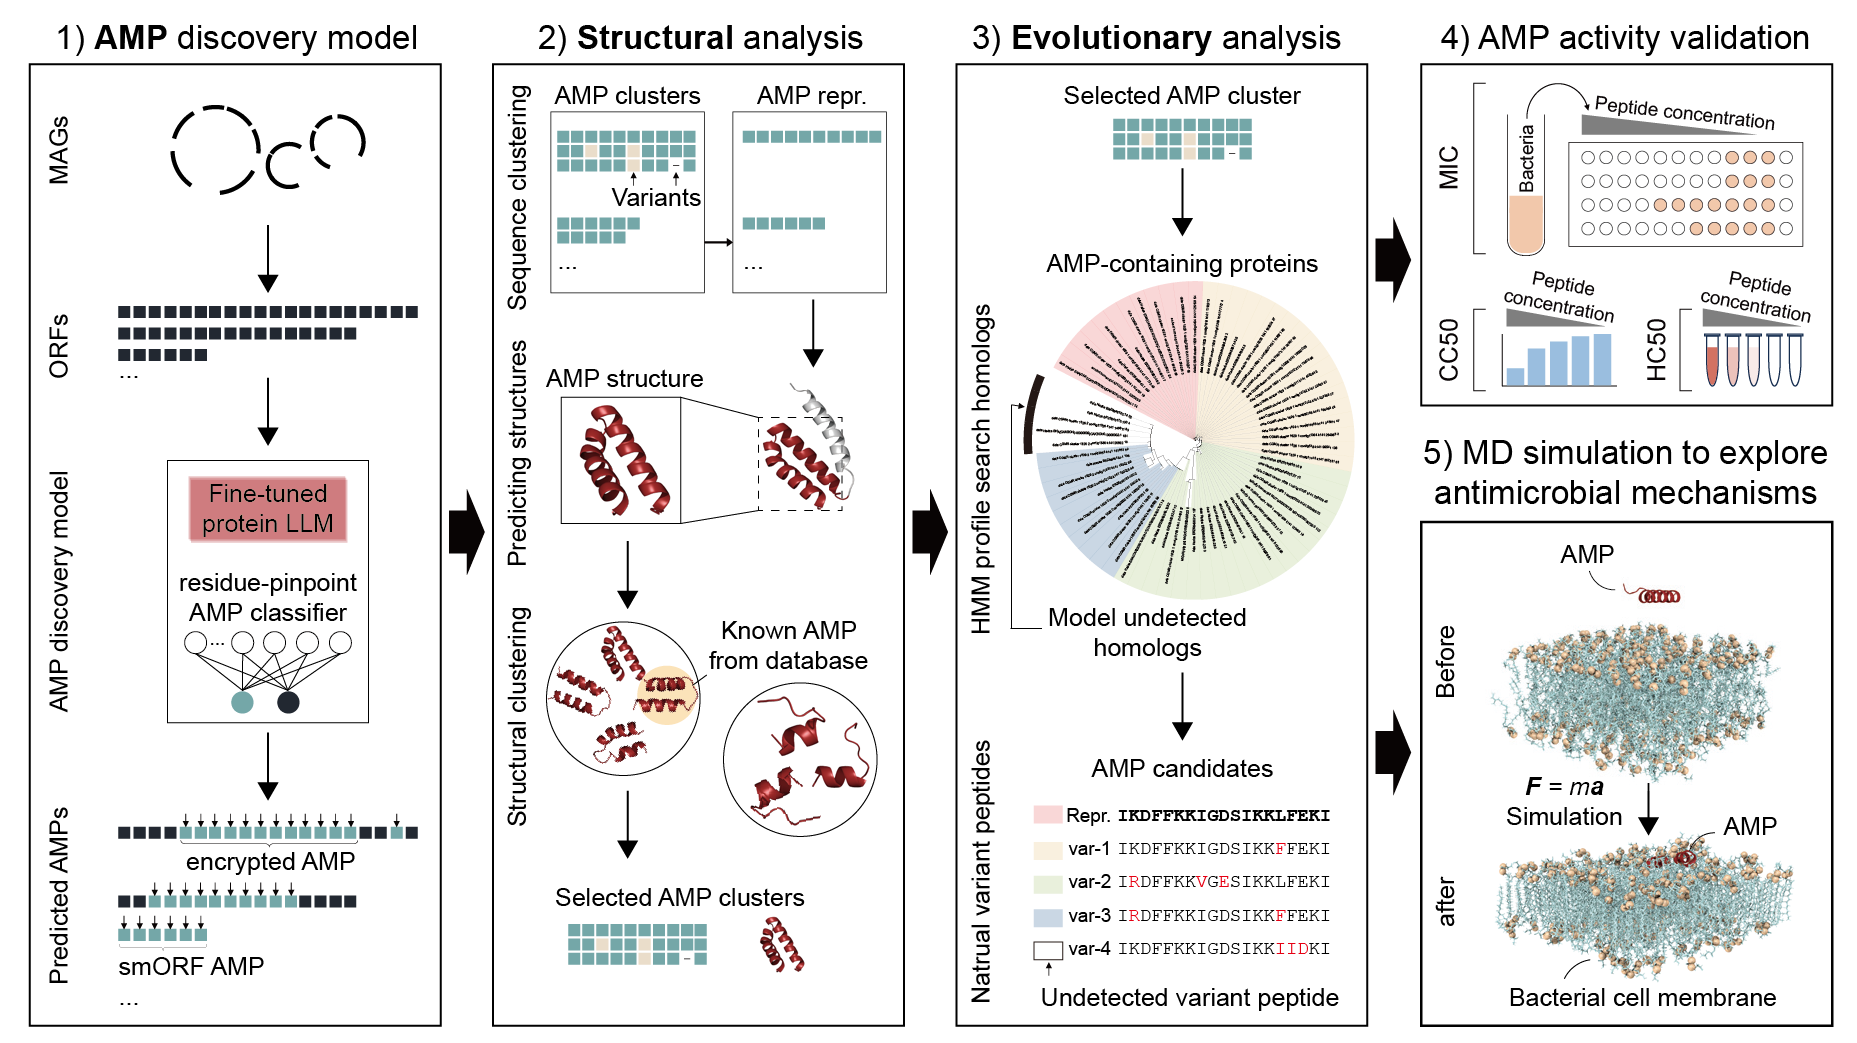 1) AMP discovery model
MAGs
ORFs
...
AMP discovery model
Fine-tuned
protein LLM
residue-pinpoint
AMP classifier
...
Predicted AMPs
encrypted AMP
smORF AMP
...
2) Structural analysis
Sequence clustering
AMP clusters
AMP repr.
–
Variants
...
...
Predicting structures
AMP structure
Structural clustering
Known AMP
from database
Selected AMP clusters
–
3) Evolutionary analysis
Selected AMP cluster
–
HMM profile search homologs
AMP-containing proteins
Model undetected
homologs
Natrual variant peptides
AMP candidates
Repr. IKDFFKKIGDSIKKLFEKI
var-1 IKDFFKKIGDSIKKFFEKI
var-2 IRDFFKKVGESIKKLFEKI
var-3 IRDFFKKIGDSIKKFFEKI
var-4 IKDFFKKIGDSIKKIIDKI
Undetected variant peptide
4) AMP activity validation
MIC
Bacteria
Peptide concentration
CC50
Peptide
concentration
HC50
Peptide
concentration
5) MD simulation to explore
antimicrobial mechanisms
AMP
Before
F = ma
Simulation
AMP
after
Bacterial cell membrane